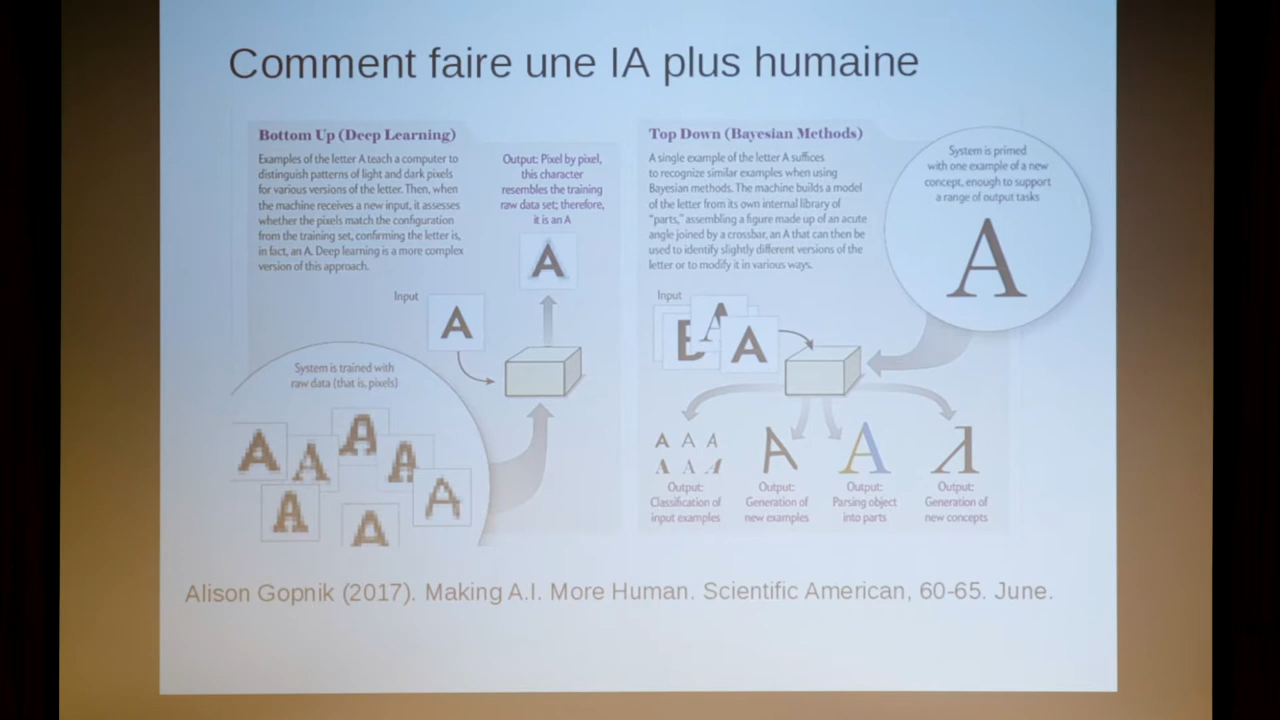 Comment faire une IA plus humaine
Bottom Up (Deep Learning)
Examples of the letter A teach a computer to
distinguish patterns of light and dark pixels
for various versions of the letter. Then, when
the machine receives a new input, it assesses
whether the pixels match the configuration
from the training set, confirming the letter is,
in fact, an A. Deep learning is a more complex
version of this approach.
Output: Pixel by pixel,
this character
resembles the training
raw data set; therefore,
it is an A
A
Input
A
System is trained with
raw data (that is, pixels)
A A A A
A A A
Top Down (Bayesian Methods)
A single example of the letter A suffices
to recognize similar examples when using
Bayesian methods. The machine builds a model
of the letter from its own internal library of
"parts," assembling a figure made up of an acute
angle joined by a crossbar, an A that can then be
used to identify slightly different versions of the
letter or to modify it in various ways.
System is primed
with one example of a new
concept, enough to support
a range of output tasks
A
Input
A A
A A A
A A A
Output:
Classification of
input examples
A
Output:
Generation of
new examples
A
Output:
Parsing object
into parts
Output:
Generation of
new concepts
Alison Gopnik (2017). Making A.I. More Human. Scientific American, 60-65. June.